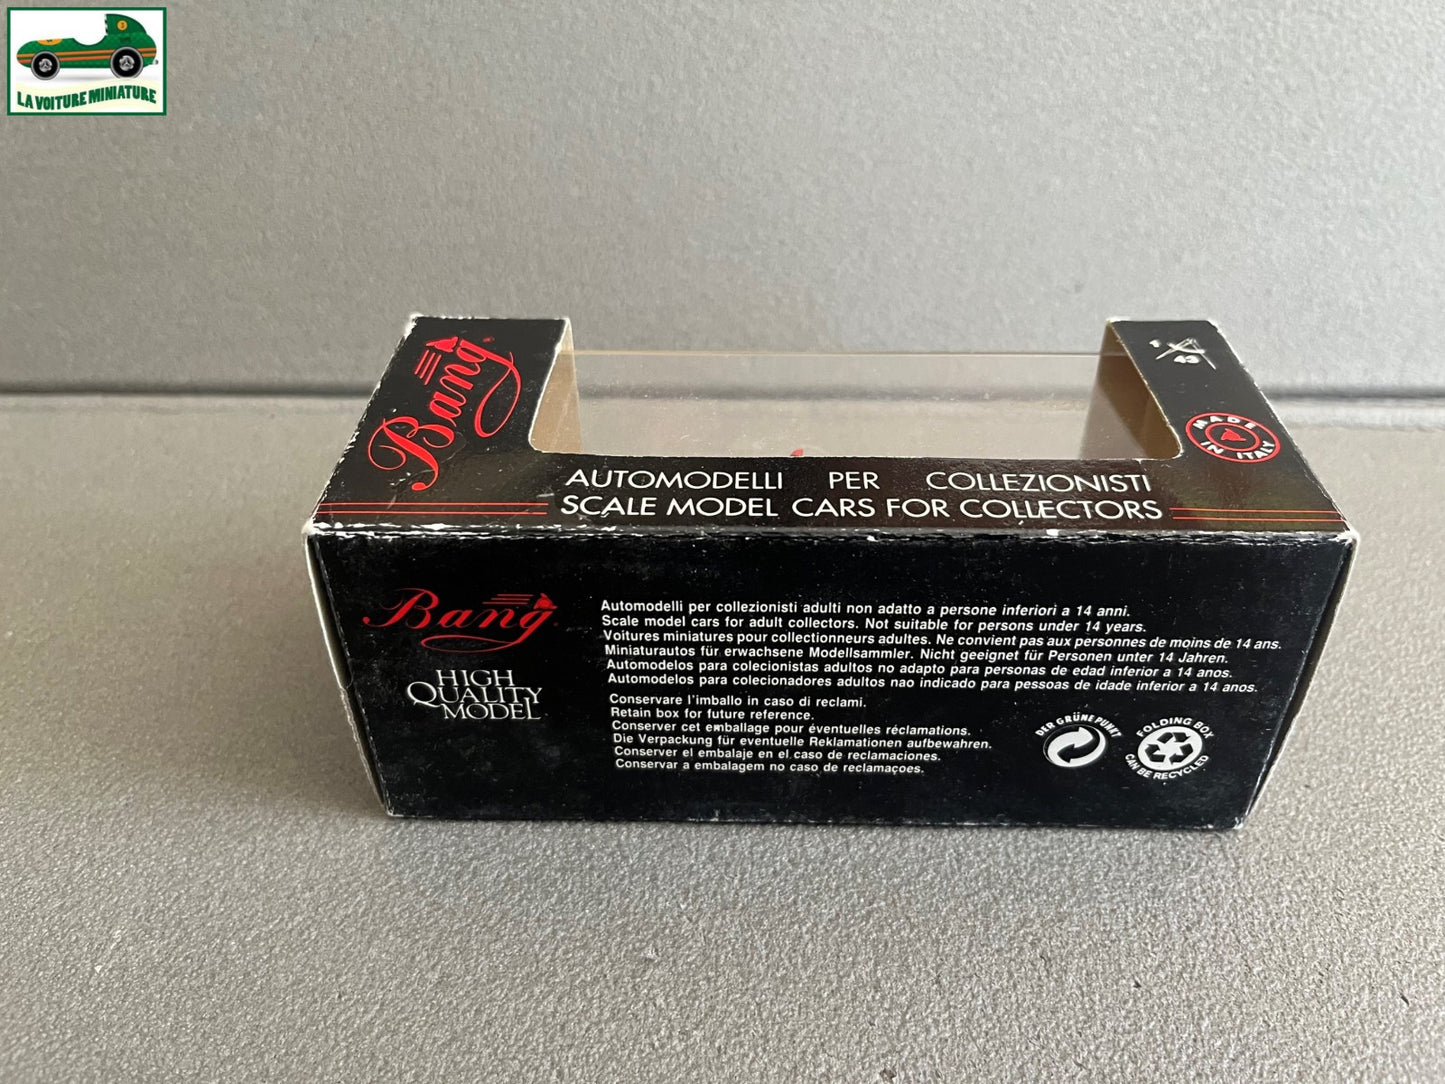 3
LA VOITURE MINIATURE
Bang
43
MADE IN ITALY
AUTOMODELLI PER COLLEZIONISTI
SCALE MODEL CARS FOR COLLECTORS
Bang
HIGH
QUALITY
MODEL
Automodelli per collezionisti adulti non adatto a persone inferiori a 14 anni.
Scale model cars for adult collectors. Not suitable for persons under 14 years.
Voitures miniatures pour collectionneurs adultes. Ne convient pas aux personnes de moins de 14 ans.
Miniaturautos für erwachsene Modellsammler. Nicht geeignet für Personen unter 14 Jahren.
Automodelos para colecionistas adultos no adapto para personas de edad inferior a 14 anos.
Automodelos para colecionadores adultos nao indicado para pessoas de idade inferior a 14 anos.
Conservare l'imballo in caso di reclami.
Retain box for future reference.
Conserver cet emballage pour éventuelles réclamations.
Die Verpackung für eventuelle Reklamationen aufbewahren.
Conserver el embalaje en el caso de reclamaciones.
Conservar a embalagem no caso de reclamaçoes.
DER GRÜNE PUNKT
FOLDING BOX
CAN BE RECYCLED